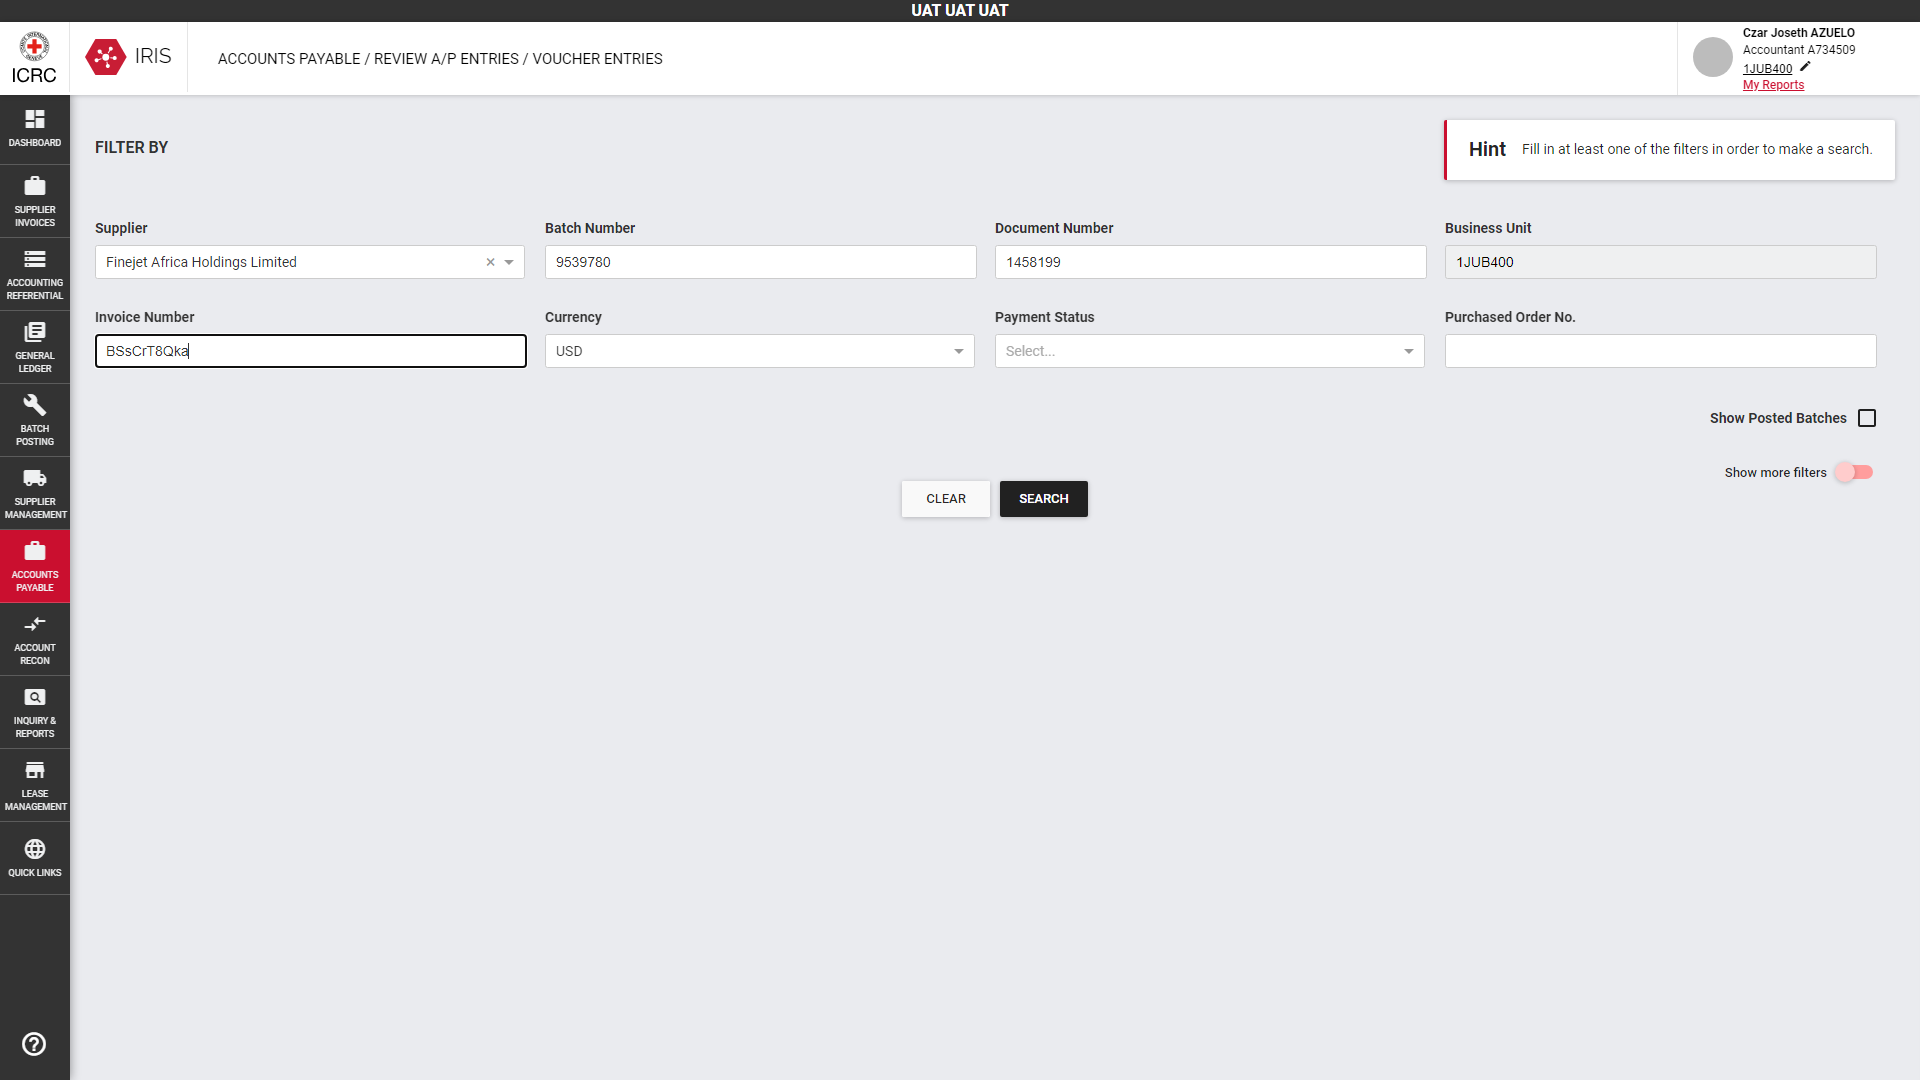 UAT UAT UAT
ICRC
IRIS
ACCOUNTS PAYABLE / REVIEW A/P ENTRIES / VOUCHER ENTRIES
Czar Joseth AZUELO
Accountant A734509
1JUB400
My Reports
DASHBOARD
SUPPLIER
INVOICES
ACCOUNTING
REFERENTIAL
GENERAL
LEDGER
BATCH
POSTING
SUPPLIER
MANAGEMENT
ACCOUNTS
PAYABLE
ACCOUNT
RECON
INQUIRY &
REPORTS
LEASE
MANAGEMENT
QUICK LINKS
FILTER BY
Hint Fill in at least one of the filters in order to make a search.
Supplier Batch Number Document Number Business Unit
Finejet Africa Holdings Limited 9539780 1458199 1JUB400
Invoice Number Currency Payment Status Purchased Order No.
BSsCrT8Qka USD Select...
Show Posted Batches
Show more filters
CLEAR SEARCH